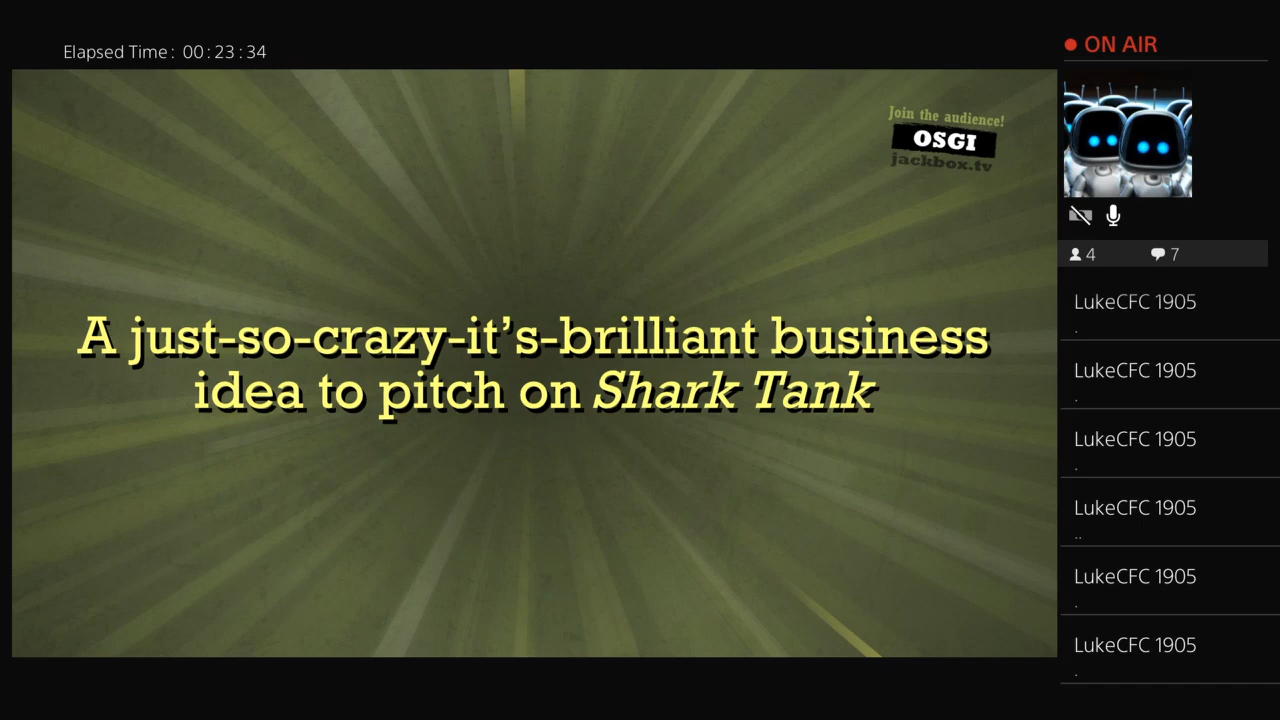 Elapsed Time: 00:23:34
ON AIR
Join the audience!
OSGI
jackbox.tv
A just-so-crazy-it's-brilliant business
idea to pitch on Shark Tank
4 7
LukeCFC 1905
.
LukeCFC 1905
.
LukeCFC 1905
.
LukeCFC 1905
..
LukeCFC 1905
.
LukeCFC 1905
.